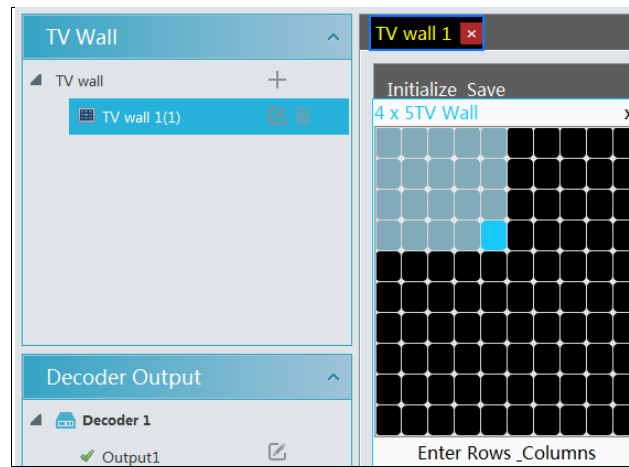 TV Wall
TV wall
TV wall 1(1)
Decoder Output
Decoder 1
Output1
TV wall 1 ×
Initialize Save
4 x 5TV Wall x
Enter Rows _Columns